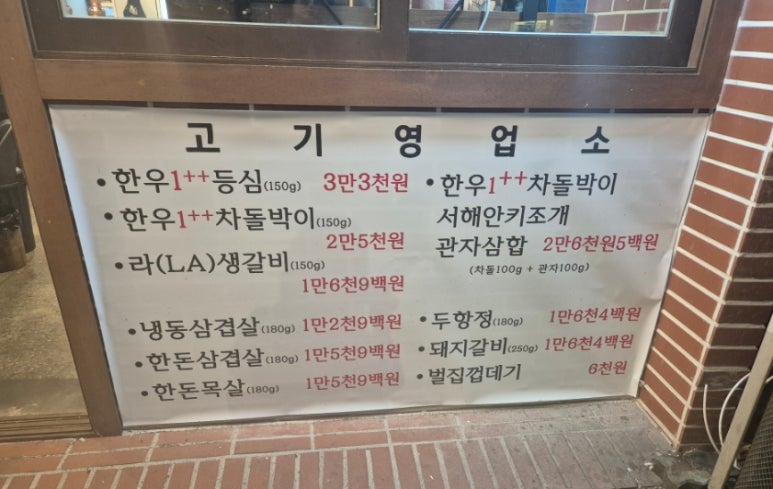 고기영업소
• 한우1++등심(150g) 3만3천원
• 한우1++차돌박이(150g)
2만5천원
• 라(LA)생갈비(150g)
1만6천9백원
• 냉동삼겹살(180g) 1만2천9백원
• 한돈삼겹살(180g) 1만5천9백원
• 한돈목살(180g) 1만5천9백원
• 한우1++차돌박이
서해안키조개
관자삼합 2만6천원5백원
(차돌100g + 관자100g)
• 두항정(180g) 1만6천4백원
• 돼지갈비(250g) 1만6천4백원
• 벌집껍데기 6천원